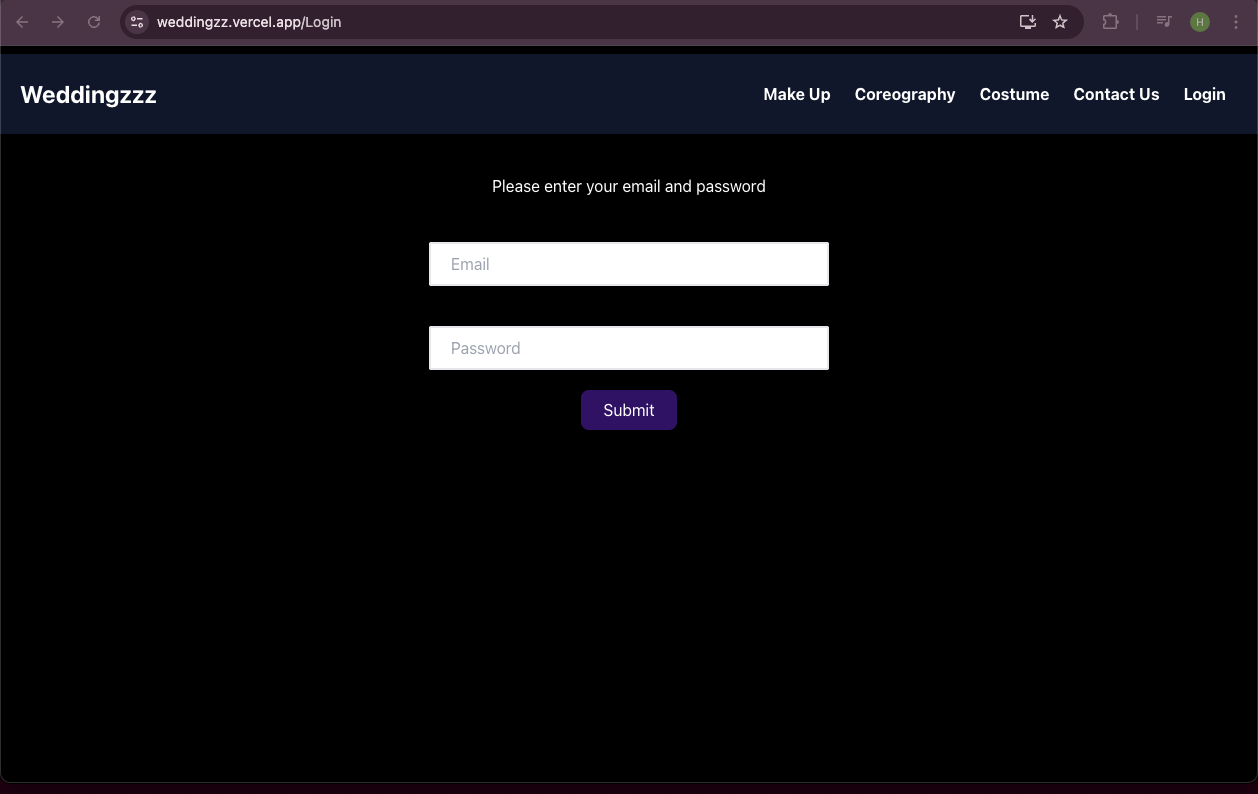 weddingzz.vercel.app/Login
H
Weddingzzz
Make Up Coreography Costume Contact Us Login
Please enter your email and password
Email
Password
Submit